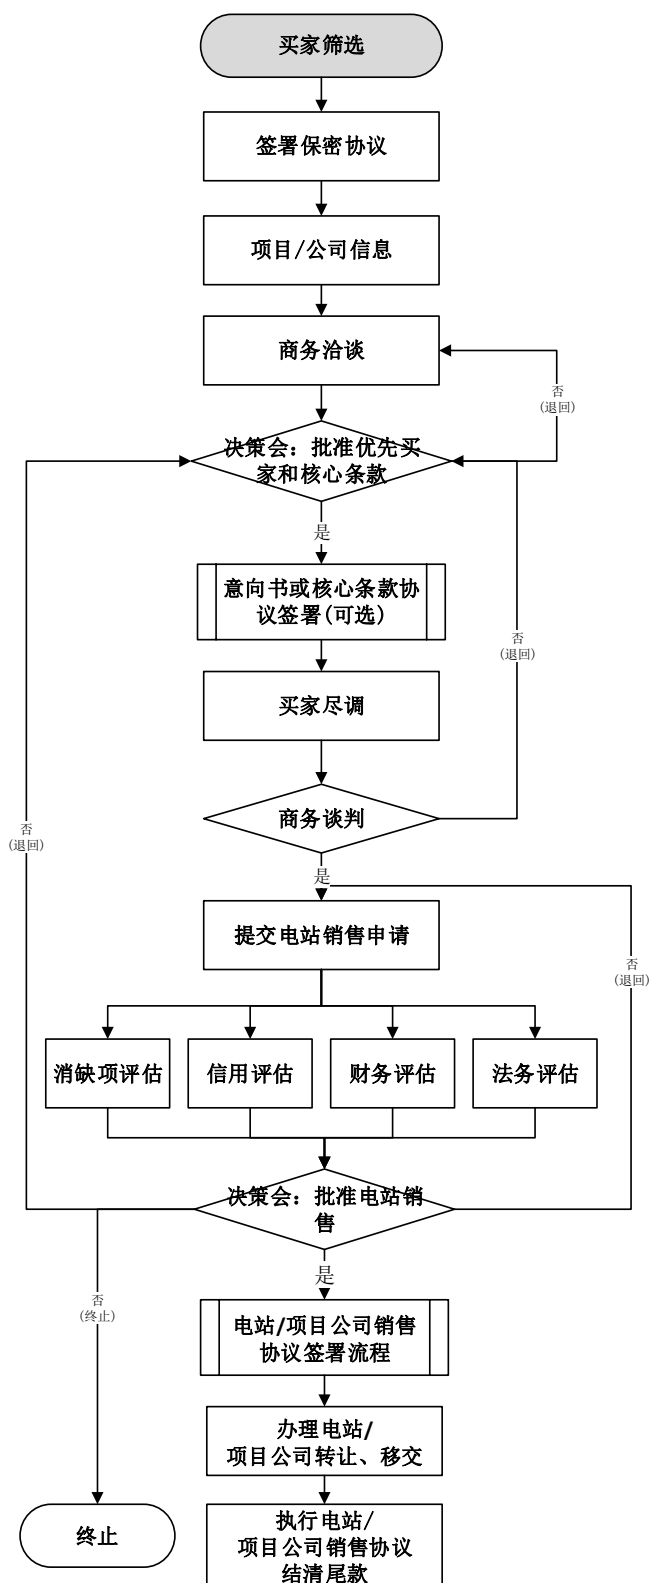 买家筛选
签署保密协议
项目/公司信息
商务洽谈
否
(退回)
决策会：批准优先买
家和核心条款
是
意向书或核心条款协
议签署(可选)
否
(退回)
买家尽调
商务谈判
否
(退回)
是
提交电站销售申请
否
(退回)
消缺项评估
信用评估
财务评估
法务评估
决策会：批准电站销
售
是
否
(终止)
电站/项目公司销售
协议签署流程
办理电站/
项目公司转让、移交
终止
执行电站/
项目公司销售协议
结清尾款